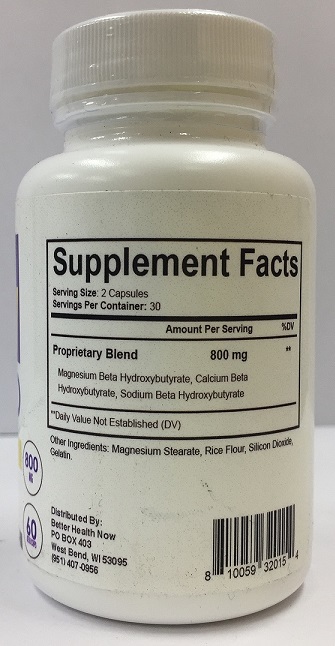 Supplement Facts
Serving Size: 2 Capsules
Servings Per Container: 30
Amount Per Serving %DV
Proprietary Blend 800 mg **
Magnesium Beta Hydroxybutyrate, Calcium Beta
Hydroxybutyrate, Sodium Beta Hydroxybutyrate
**Daily Value Not Established (DV)
Other Ingredients: Magnesium Stearate, Rice Flour, Silicon Dioxide,
Gelatin.
800
MG
60
Distributed By:
Better Health Now
PO BOX 403
West Bend, WI 53095
(951) 407-0956
8 10059 32015 4